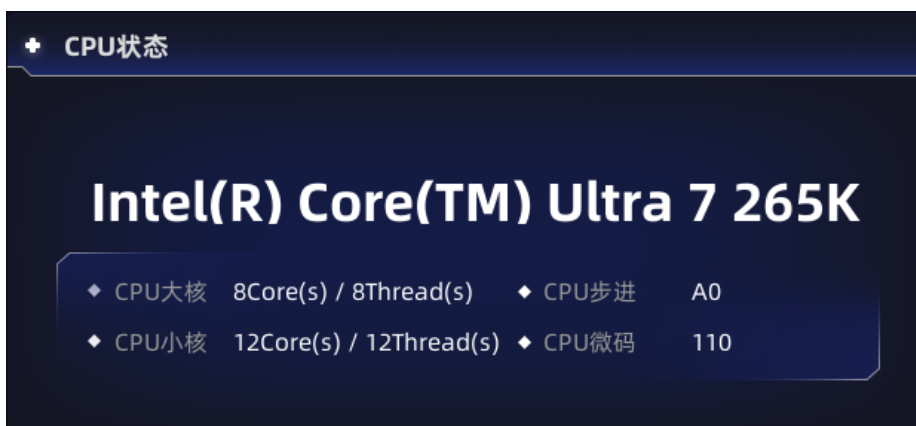 CPU状态
Intel(R) Core(TM) Ultra 7 265K
CPU大核 8Core(s) / 8Thread(s) CPU步进 A0
CPU小核 12Core(s) / 12Thread(s) CPU微码 110